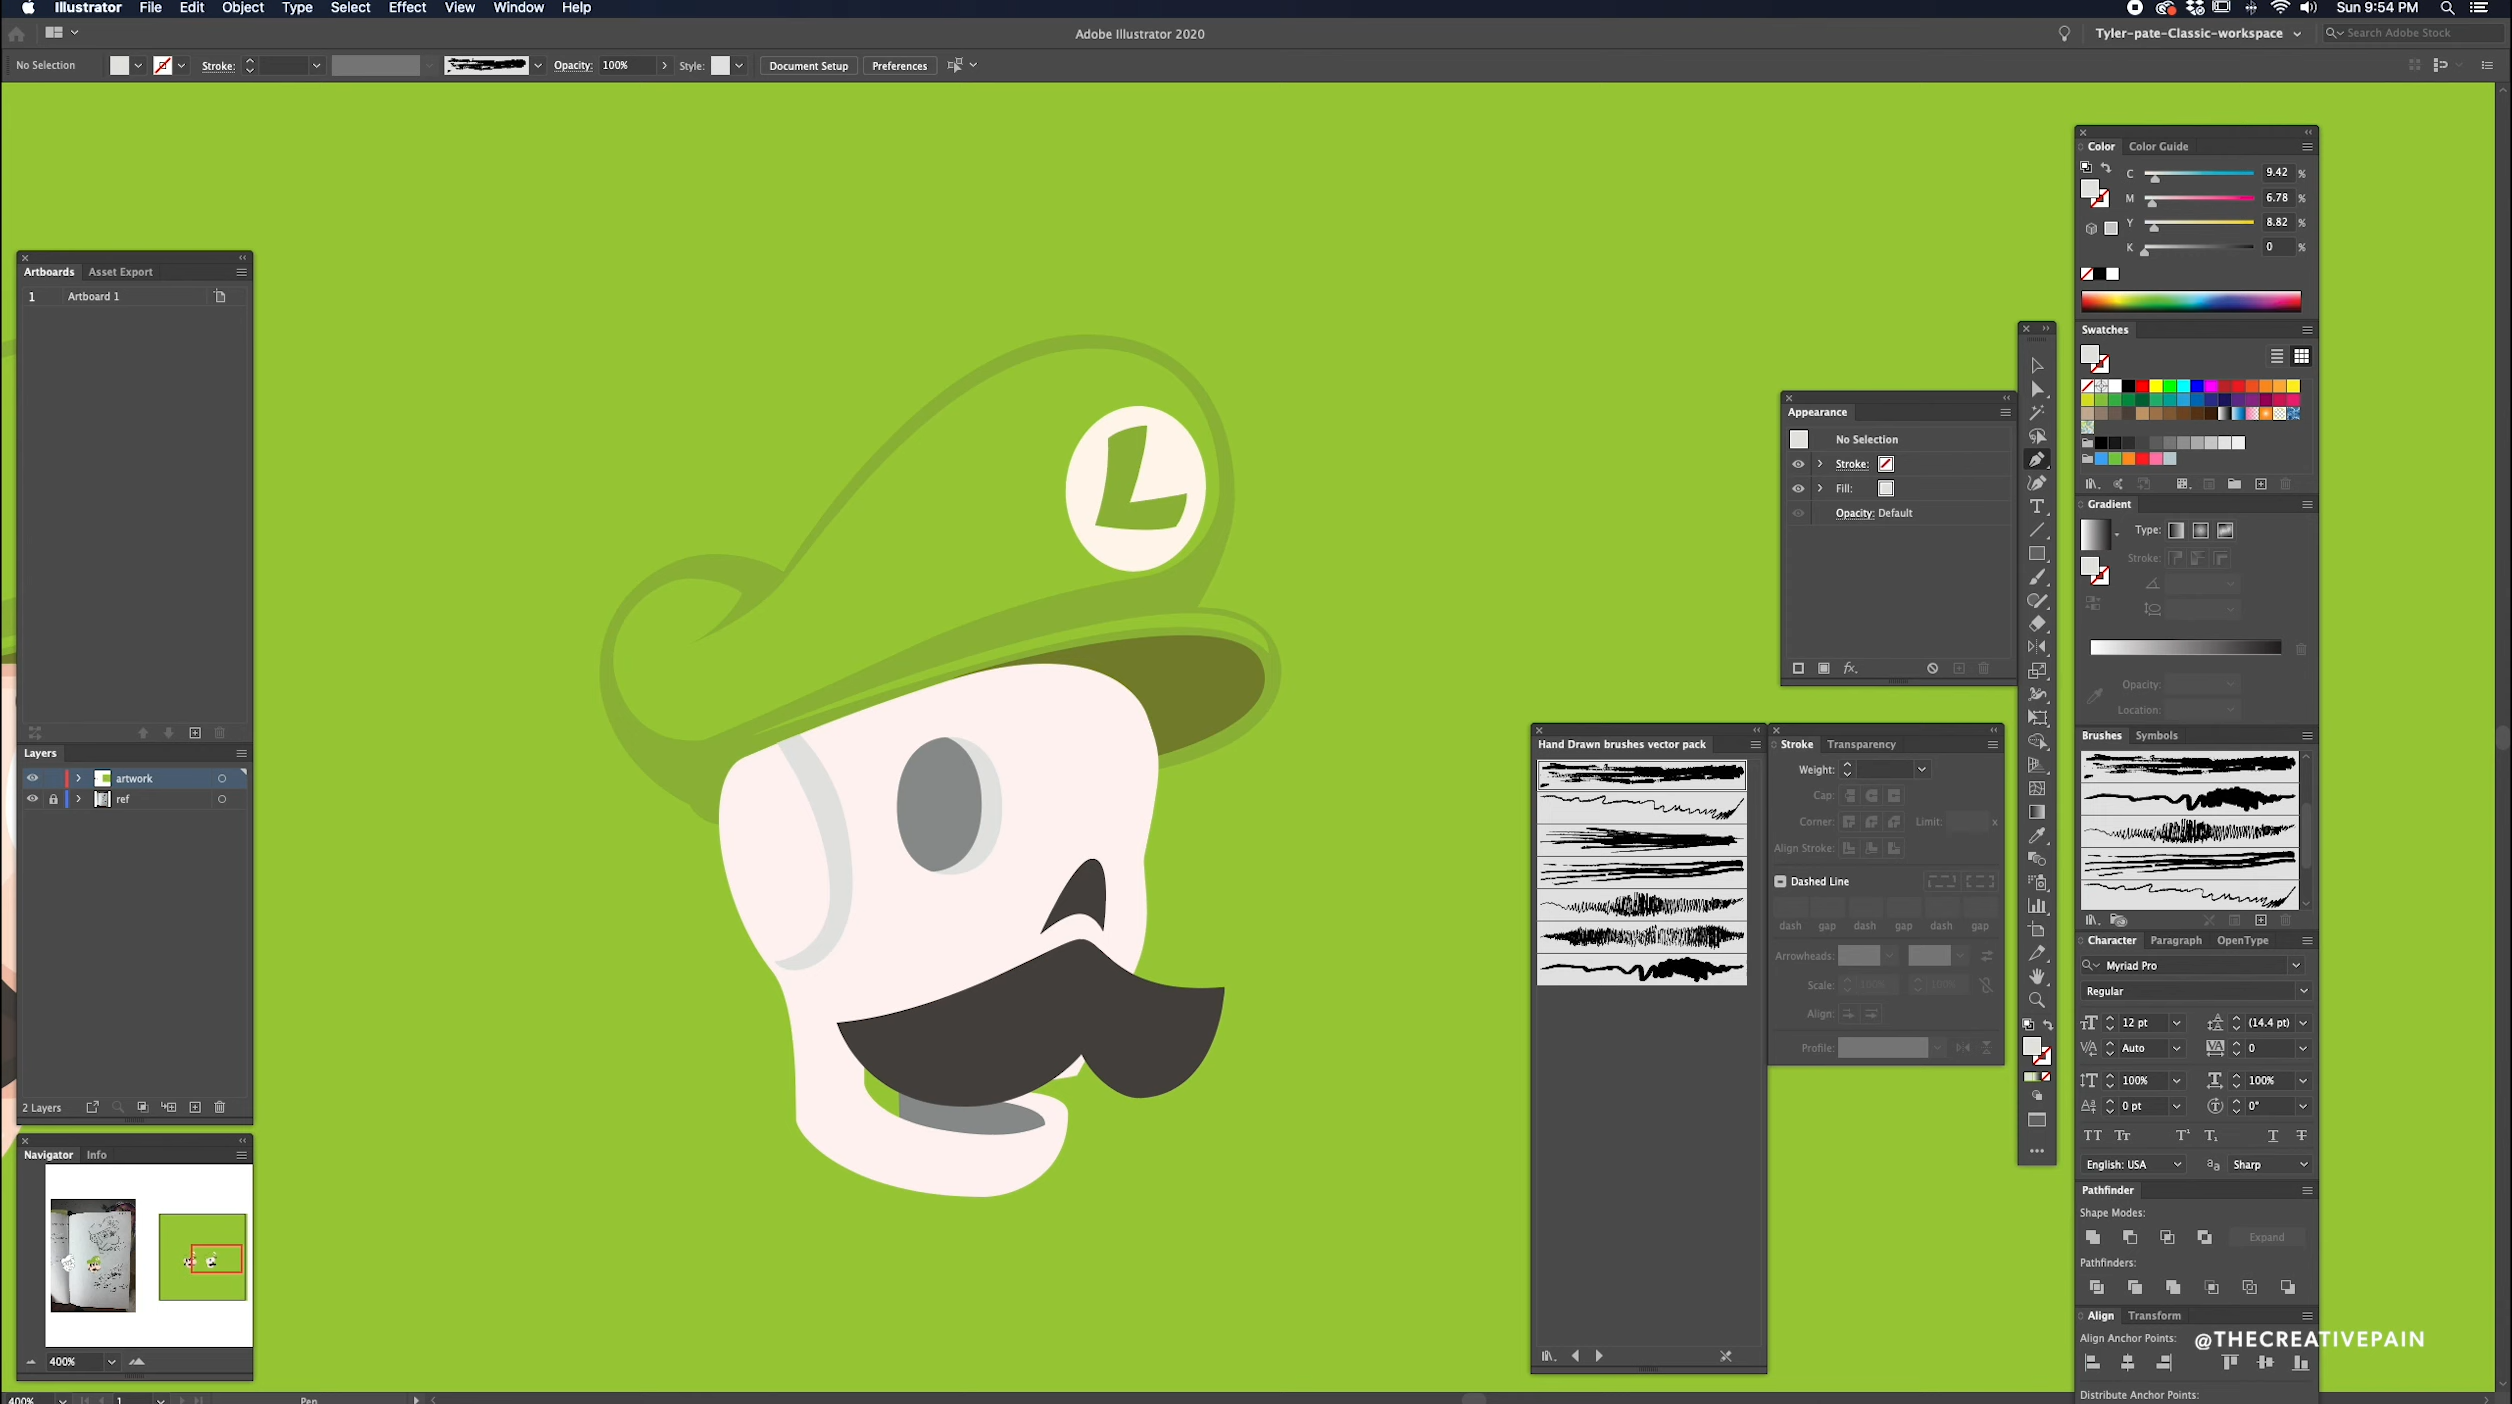 Illustrator File Edit Object Type Select Effect View Window Help
Sun 9:54 PM
Adobe Illustrator 2020
Tyler-pate-Classic-workspace
Search Adobe Stock
No Selection
Stroke:
Opacity: 100%
Style:
Document Setup
Preferences
Artboards Asset Export
1 Artboard 1
Layers
artwork
ref
2 Layers
Navigator Info
400%
400%
1
Pen
L
Appearance
No Selection
Stroke:
Fill:
Opacity: Default
fx
Hand Drawn brushes vector pack
Stroke Transparency
Weight:
Cap:
Corner:
Limit: x
Align Stroke:
Dashed Line
dash gap dash gap dash gap
Arrowheads:
Scale: 100% 100%
Align:
Profile:
Color Color Guide
C 9.42 %
M 6.78 %
Y 8.82 %
K 0 %
Swatches
Gradient
Type:
Stroke:
Opacity:
Location:
Brushes Symbols
Character Paragraph OpenType
Myriad Pro
Regular
12 pt (14.4 pt)
Auto 0
100% 100%
0 pt 0°
English: USA
Sharp
Pathfinder
Shape Modes:
Expand
Pathfinders:
Align Transform
Align Anchor Points:
@THECREATIVEPAIN
Distribute Anchor Points: